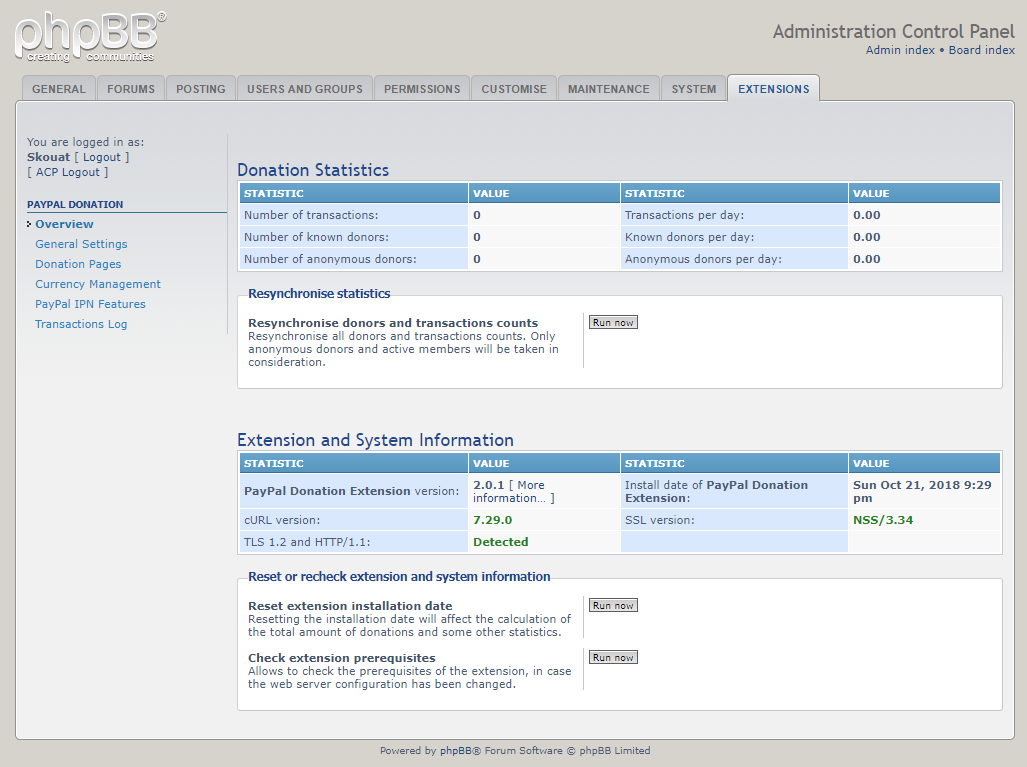 phpBB®
creating communities
Administration Control Panel
Admin index • Board index
GENERAL FORUMS POSTING USERS AND GROUPS PERMISSIONS CUSTOMISE MAINTENANCE SYSTEM EXTENSIONS
You are logged in as:
Skouat [ Logout ]
[ ACP Logout ]
PAYPAL DONATION
Overview
General Settings
Donation Pages
Currency Management
PayPal IPN Features
Transactions Log
Donation Statistics
STATISTIC VALUE STATISTIC VALUE
Number of transactions: 0 Transactions per day: 0.00
Number of known donors: 0 Known donors per day: 0.00
Number of anonymous donors: 0 Anonymous donors per day: 0.00
Resynchronise statistics
Resynchronise donors and transactions counts Run now
Resynchronise all donors and transactions counts. Only
anonymous donors and active members will be taken in
consideration.
Extension and System Information
STATISTIC VALUE STATISTIC VALUE
PayPal Donation Extension version: 2.0.1 [ More
information... ]
Install date of PayPal Donation
Extension:
Sun Oct 21, 2018 9:29
pm
cURL version: 7.29.0 SSL version: NSS/3.34
TLS 1.2 and HTTP/1.1: Detected
Reset or recheck extension and system information
Reset extension installation date Run now
Resetting the installation date will affect the calculation of
the total amount of donations and some other statistics.
Check extension prerequisites Run now
Allows to check the prerequisites of the extension, in case
the web server configuration has been changed.
Powered by phpBB® Forum Software © phpBB Limited